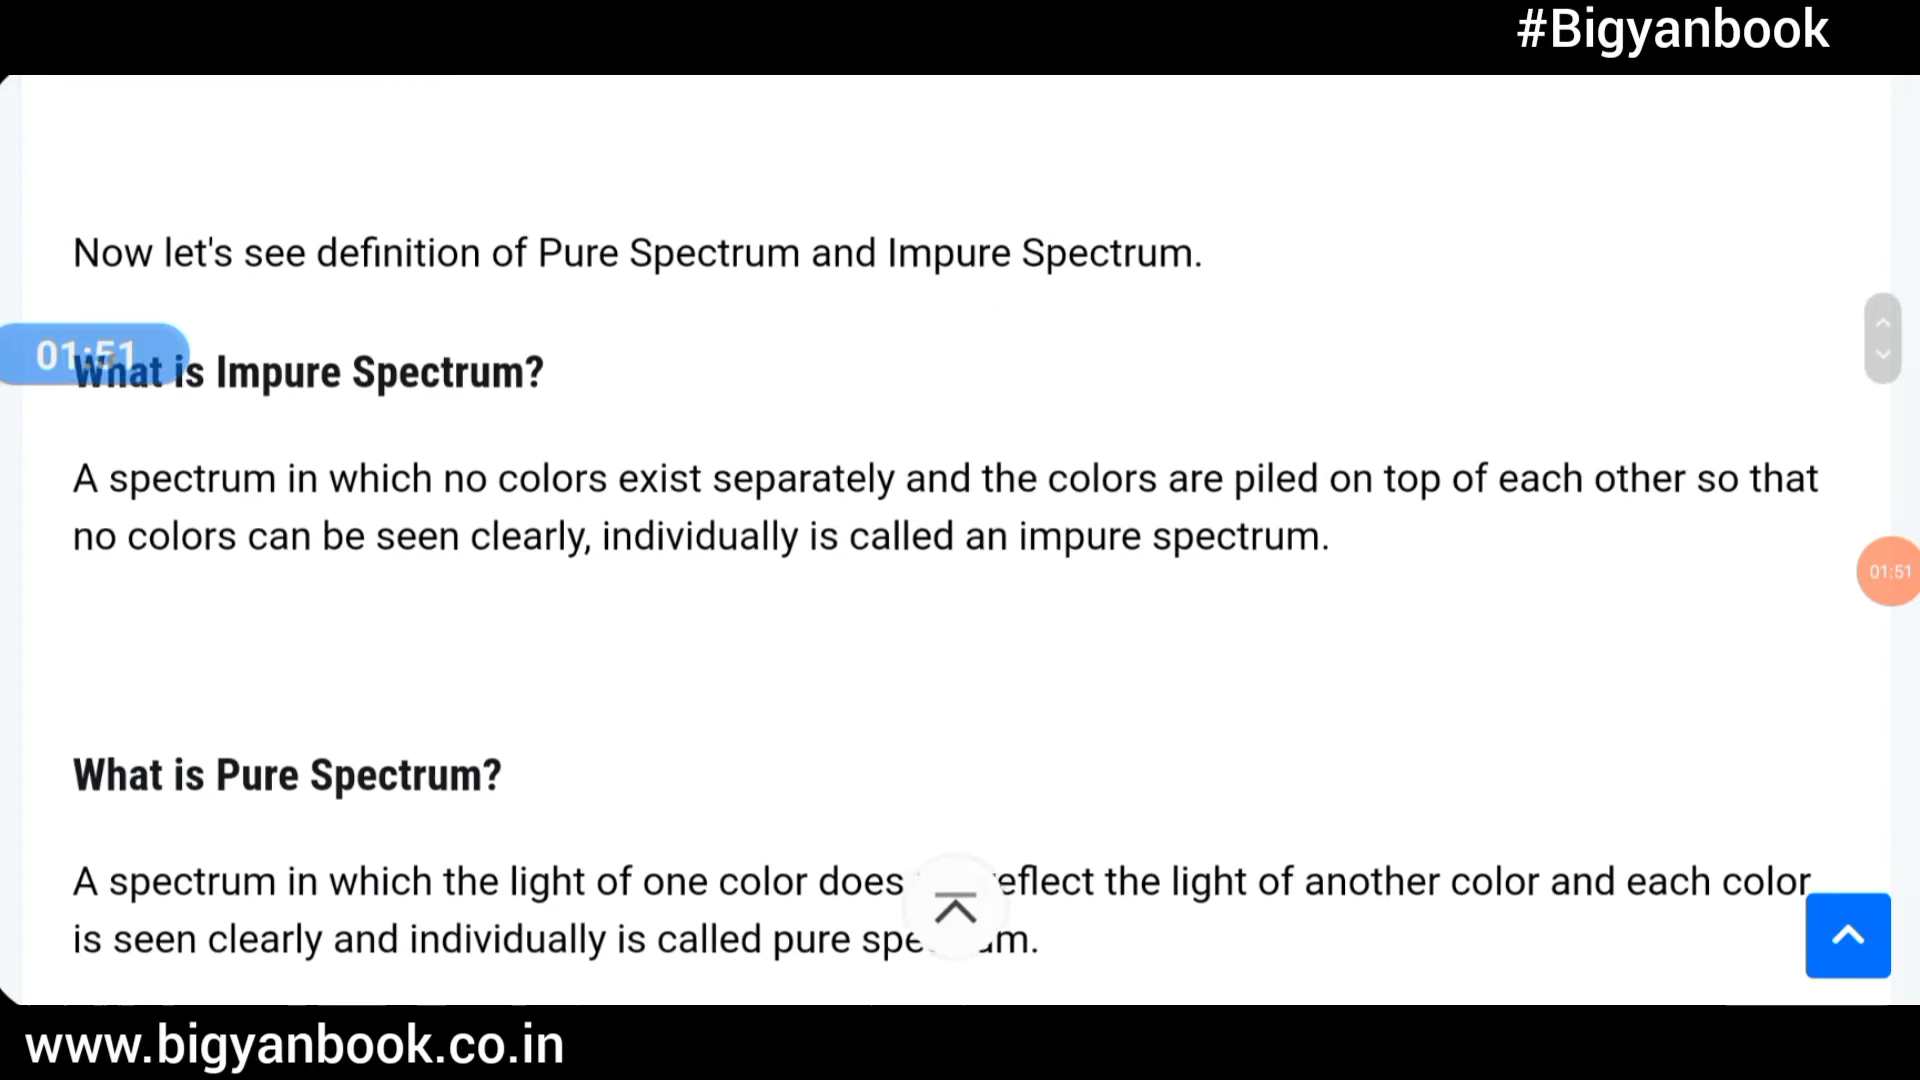 #Bigyanbook
Now let's see definition of Pure Spectrum and Impure Spectrum.
01:51
What is Impure Spectrum?
A spectrum in which no colors exist separately and the colors are piled on top of each other so that
no colors can be seen clearly, individually is called an impure spectrum.
01:51
What is Pure Spectrum?
A spectrum in which the light of one color does reflect the light of another color and each color
is seen clearly and individually is called pure spectrum.
www.bigyanbook.co.in